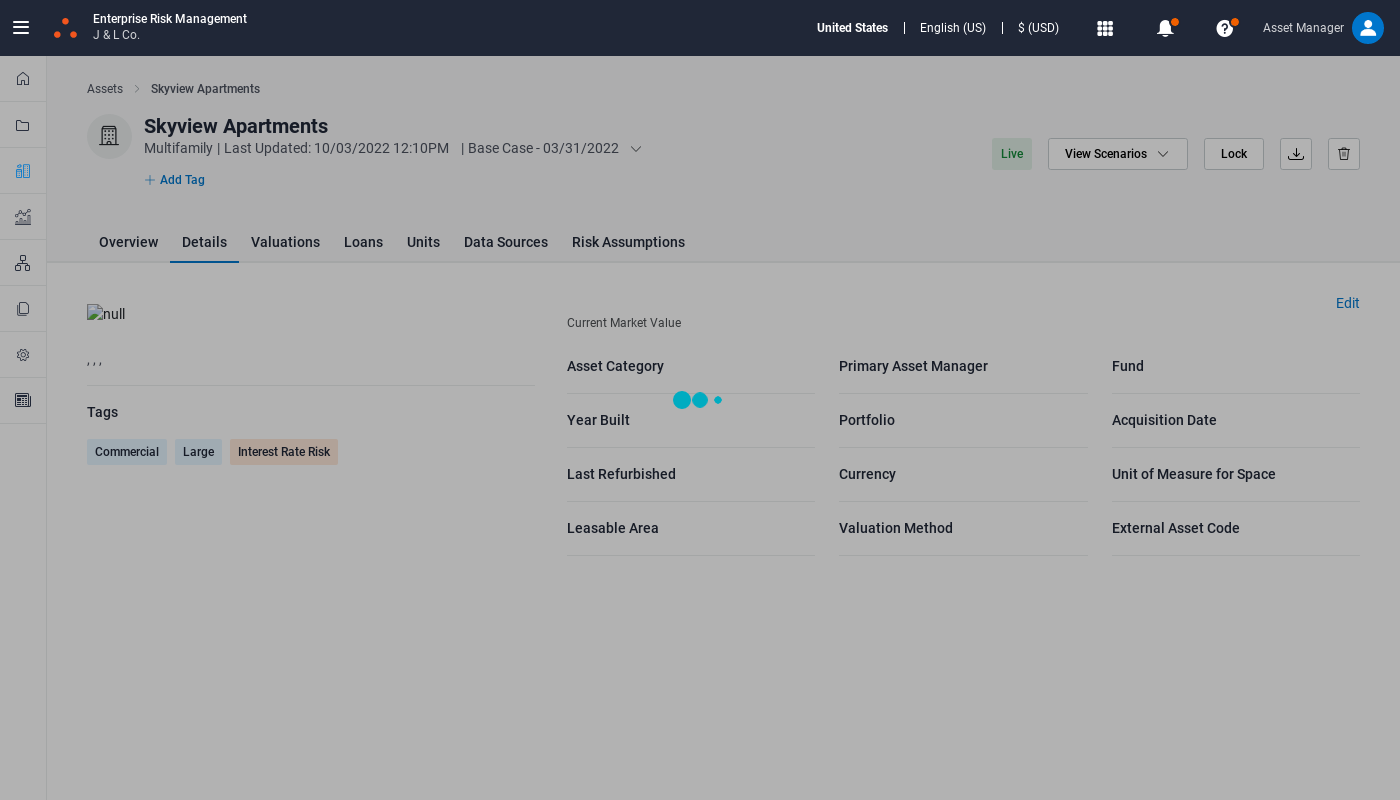 Enterprise Risk Management
J & L Co.
United States | English (US) | $ (USD)
Asset Manager
Assets > Skyview Apartments
Skyview Apartments
Multifamily | Last Updated: 10/03/2022 12:10PM | Base Case - 03/31/2022
+ Add Tag
Live
View Scenarios
Lock
Overview Details Valuations Loans Units Data Sources Risk Assumptions
null
, , ,
Tags
Commercial Large Interest Rate Risk
Edit
Current Market Value
Asset Category Primary Asset Manager Fund
Year Built Portfolio Acquisition Date
Last Refurbished Currency Unit of Measure for Space
Leasable Area Valuation Method External Asset Code